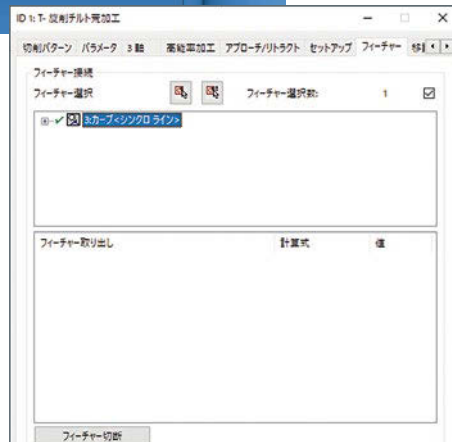 ID 1: T- 旋削チルト荒加工
切削パターン パラメータ 3 軸 高能率加工 アプローチ/リトラクト セットアップ フィーチャー
フィーチャー接続
フィーチャー選択 フィーチャー選択数: 1
3:カーブ<シンクロ ライン>
フィーチャー取り出し 計算式 値
フィーチャー切断